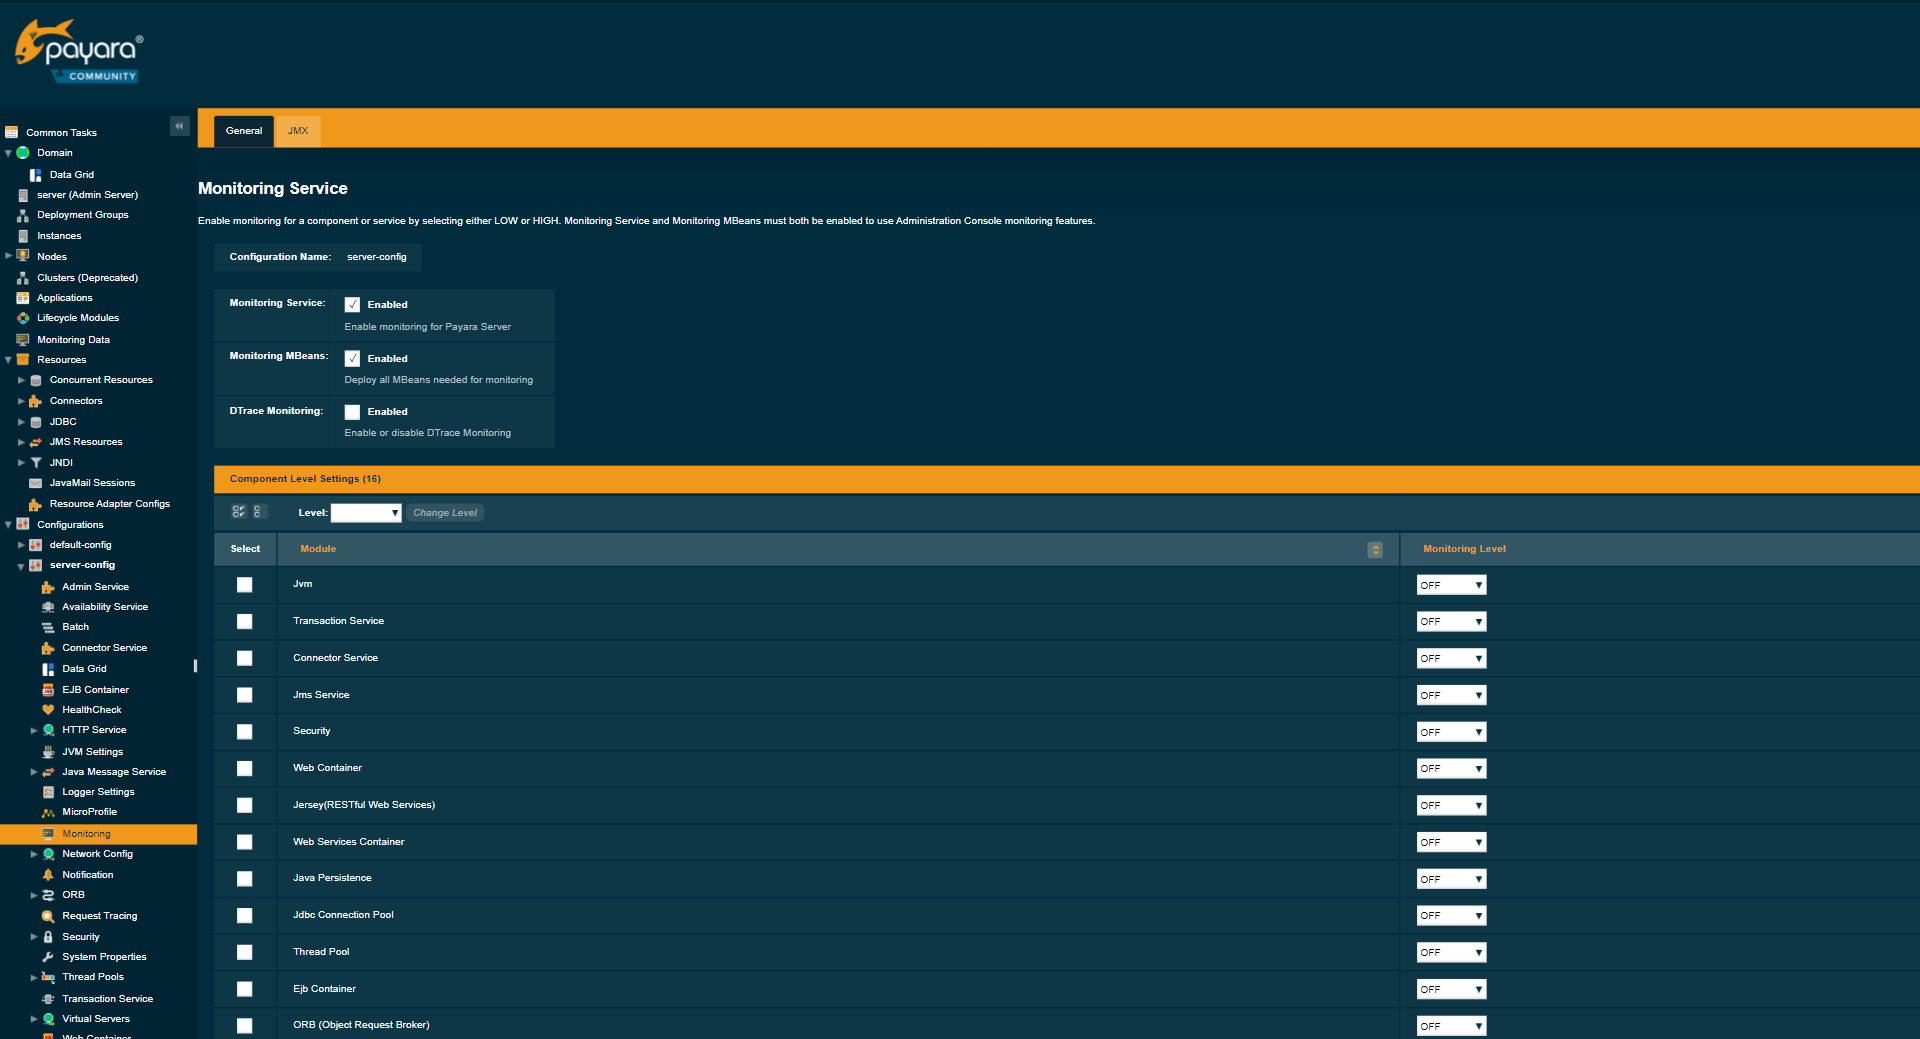 payara®
COMMUNITY
Common Tasks
Domain
Data Grid
server (Admin Server)
Deployment Groups
Instances
Nodes
Clusters (Deprecated)
Applications
Lifecycle Modules
Monitoring Data
Resources
Concurrent Resources
Connectors
JDBC
JMS Resources
JNDI
JavaMail Sessions
Resource Adapter Configs
Configurations
default-config
server-config
Admin Service
Availability Service
Batch
Connector Service
Data Grid
EJB Container
HealthCheck
HTTP Service
JVM Settings
Java Message Service
Logger Settings
MicroProfile
Monitoring
Network Config
Notification
ORB
Request Tracing
Security
System Properties
Thread Pools
Transaction Service
Virtual Servers
Web Container
General JMX
Monitoring Service
Enable monitoring for a component or service by selecting either LOW or HIGH. Monitoring Service and Monitoring MBeans must both be enabled to use Administration Console monitoring features.
Configuration Name: server-config
Monitoring Service: Enabled
Enable monitoring for Payara Server
Monitoring MBeans: Enabled
Deploy all MBeans needed for monitoring
DTrace Monitoring: Enabled
Enable or disable DTrace Monitoring
Component Level Settings (16)
Level: Change Level
Select Module Monitoring Level
Jvm OFF
Transaction Service OFF
Connector Service OFF
Jms Service OFF
Security OFF
Web Container OFF
Jersey(RESTful Web Services) OFF
Web Services Container OFF
Java Persistence OFF
Jdbc Connection Pool OFF
Thread Pool OFF
Ejb Container OFF
ORB (Object Request Broker) OFF